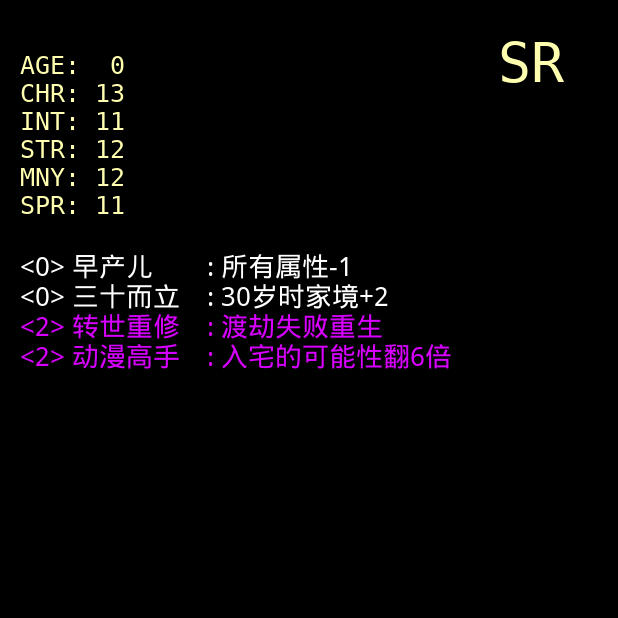 SR
AGE: 0
CHR: 13
INT: 11
STR: 12
MNY: 12
SPR: 11
<0> 早产儿 : 所有属性-1
<0> 三十而立 : 30岁时家境+2
<2> 转世重修 : 渡劫失败重生
<2> 动漫高手 : 入宅的可能性翻6倍